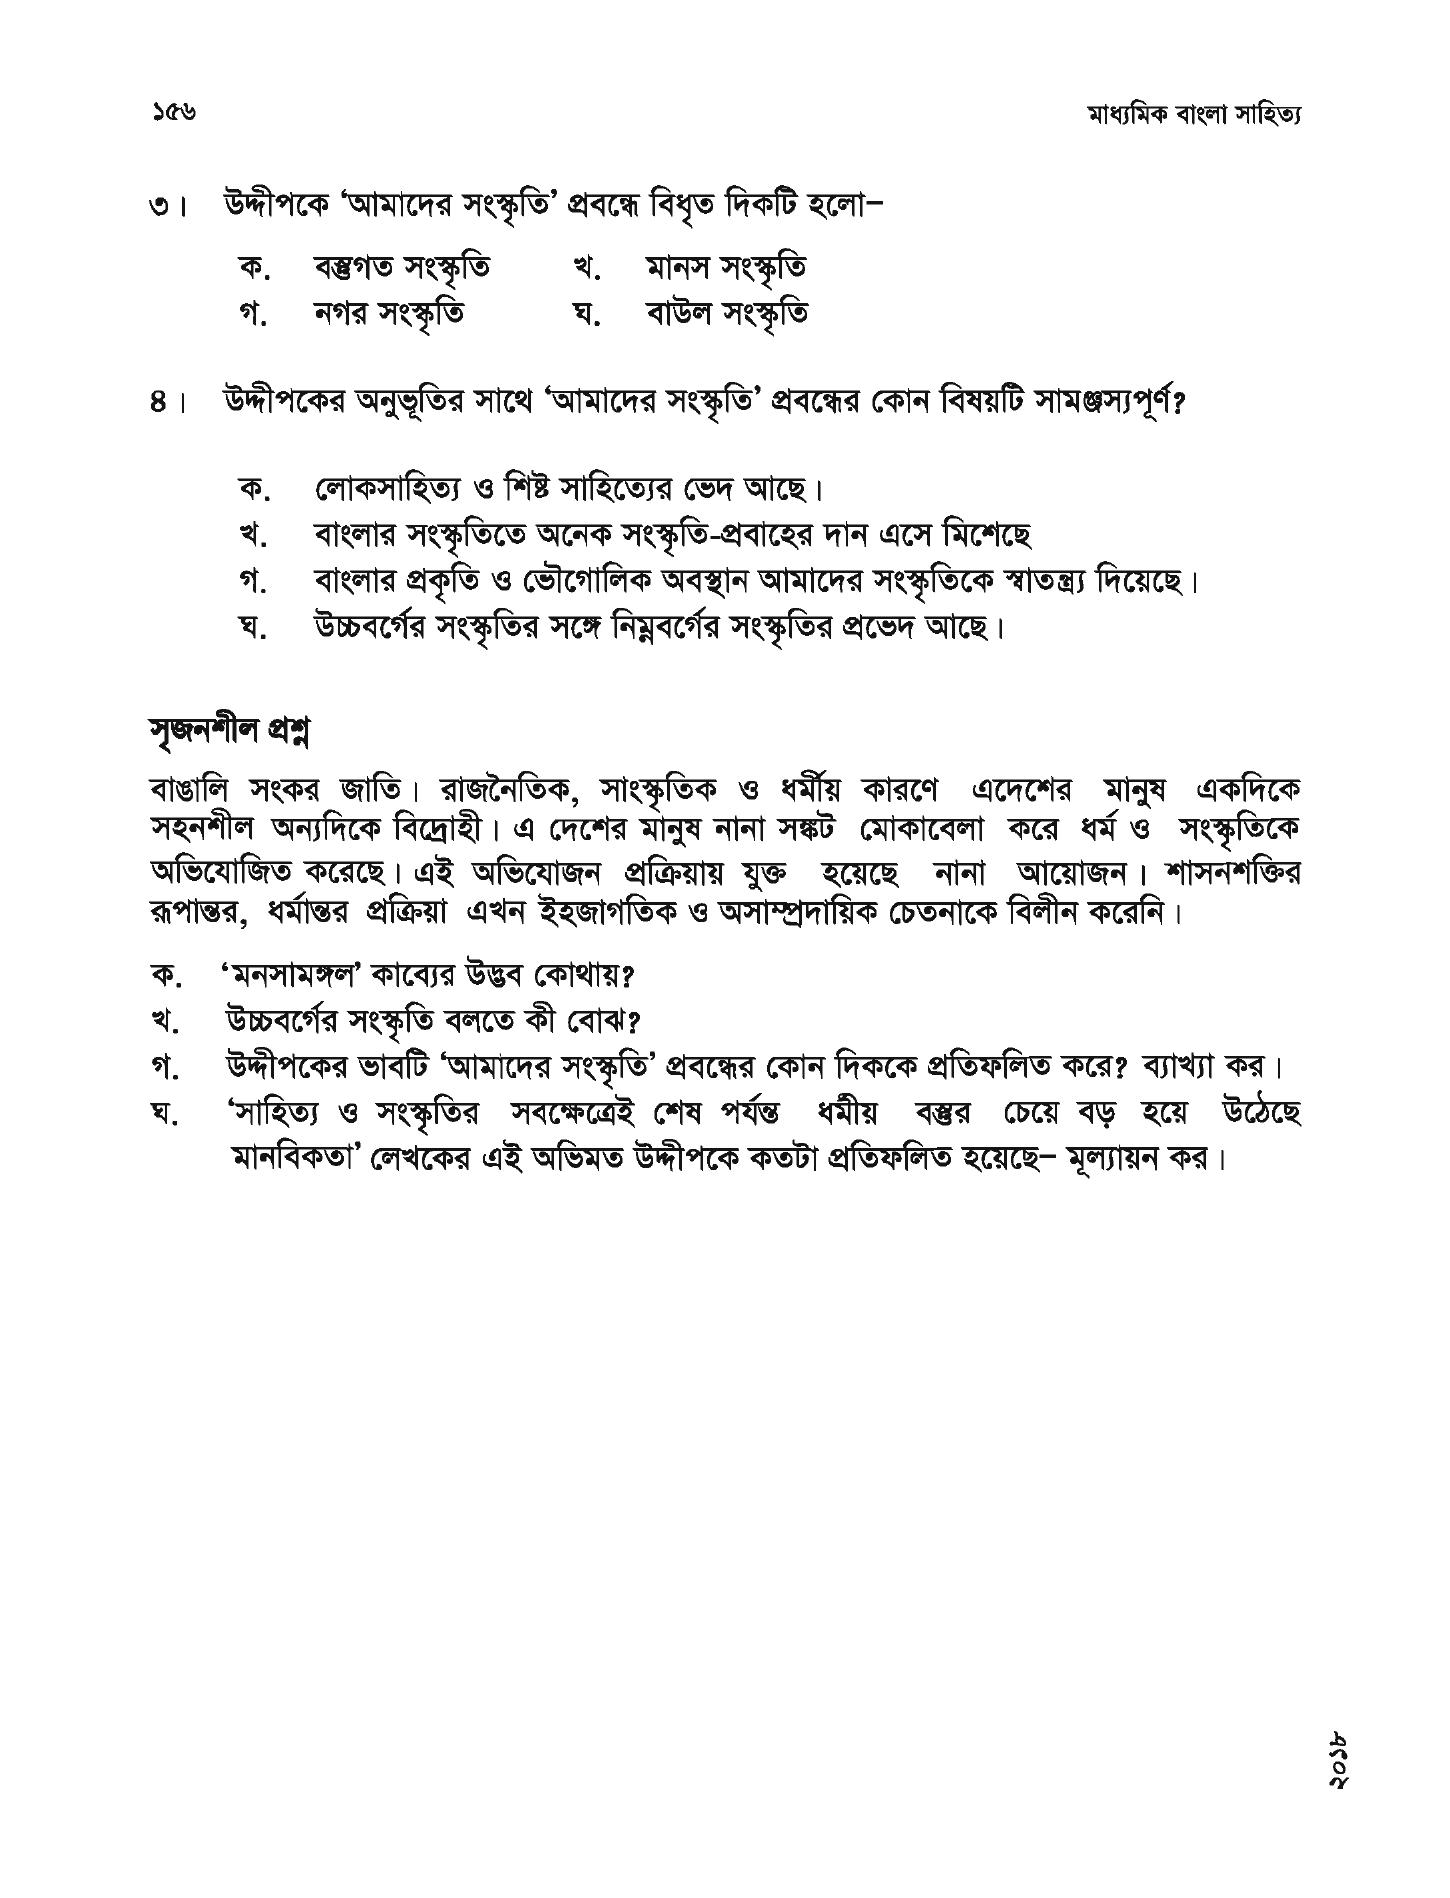 ১৫৬
মাধ্যমিক বাংলা সাহিত্য
৩। উদ্দীপকে ‘আমাদের সংস্কৃতি’ প্রবন্ধে বিধৃত দিকটি হলো–
ক. বস্তুগত সংস্কৃতি খ. মানস সংস্কৃতি
গ. নগর সংস্কৃতি ঘ. বাউল সংস্কৃতি
৪। উদ্দীপকের অনুভূতির সাথে ‘আমাদের সংস্কৃতি’ প্রবন্ধের কোন বিষয়টি সামঞ্জস্যপূর্ণ?
ক. লোকসাহিত্য ও শিষ্ট সাহিত্যের ভেদ আছে।
খ. বাংলার সংস্কৃতিতে অনেক সংস্কৃতি-প্রবাহের দান এসে মিশেছে
গ. বাংলার প্রকৃতি ও ভৌগোলিক অবস্থান আমাদের সংস্কৃতিকে স্বাতন্ত্র্য দিয়েছে।
ঘ. উচ্চবর্গের সংস্কৃতির সঙ্গে নিম্নবর্গের সংস্কৃতির প্রভেদ আছে।
সৃজনশীল প্রশ্ন
বাঙালি সংকর জাতি। রাজনৈতিক, সাংস্কৃতিক ও ধর্মীয় কারণে এদেশের মানুষ একদিকে
সহনশীল অন্যদিকে বিদ্রোহী। এ দেশের মানুষ নানা সঙ্কট মোকাবেলা করে ধর্ম ও সংস্কৃতিকে
অভিযোজিত করেছে। এই অভিযোজন প্রক্রিয়ায় যুক্ত হয়েছে নানা আয়োজন। শাসনশক্তির
রূপান্তর, ধর্মান্তর প্রক্রিয়া এখন ইহজাগতিক ও অসাম্প্রদায়িক চেতনাকে বিলীন করেনি।
ক. ‘মনসামঙ্গল’ কাব্যের উদ্ভব কোথায়?
খ. উচ্চবর্গের সংস্কৃতি বলতে কী বোঝ?
গ. উদ্দীপকের ভাবটি ‘আমাদের সংস্কৃতি’ প্রবন্ধের কোন দিককে প্রতিফলিত করে? ব্যাখ্যা কর।
ঘ. ‘সাহিত্য ও সংস্কৃতির সবক্ষেত্রেই শেষ পর্যন্ত ধর্মীয় বস্তুর চেয়ে বড় হয়ে উঠেছে
মানবিকতা’ লেখকের এই অভিমত উদ্দীপকে কতটা প্রতিফলিত হয়েছে– মূল্যায়ন কর।
২০১৮